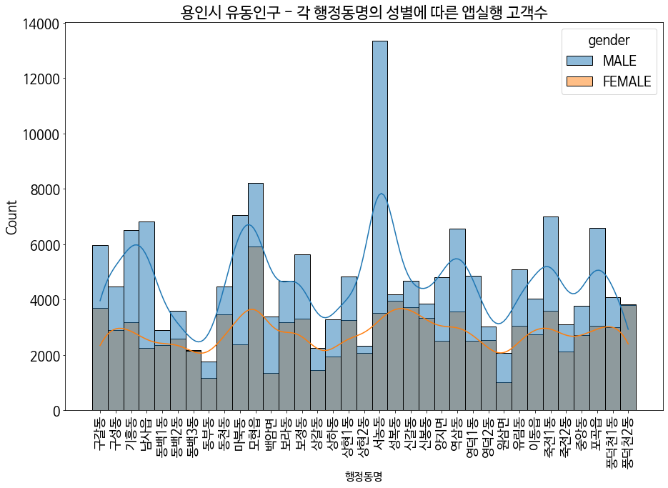 용인시 유동인구 - 각 행정동명의 성별에 따른 앱실행 고객수
gender
MALE
FEMALE
Count
14000
12000
10000
8000
6000
4000
2000
0
구갈동
구성동
기흥동
남사읍
동백1동
동백2동
동백3동
동부동
동천동
마북동
모현읍
백암면
보라동
보정동
상갈동
상하동
상현1동
상현2동
서농동
성복동
신갈동
신봉동
양지면
역삼동
영덕1동
영덕2동
원삼면
유림동
이동읍
죽전1동
죽전2동
중앙동
포곡읍
풍덕천1동
풍덕천2동
행정동명